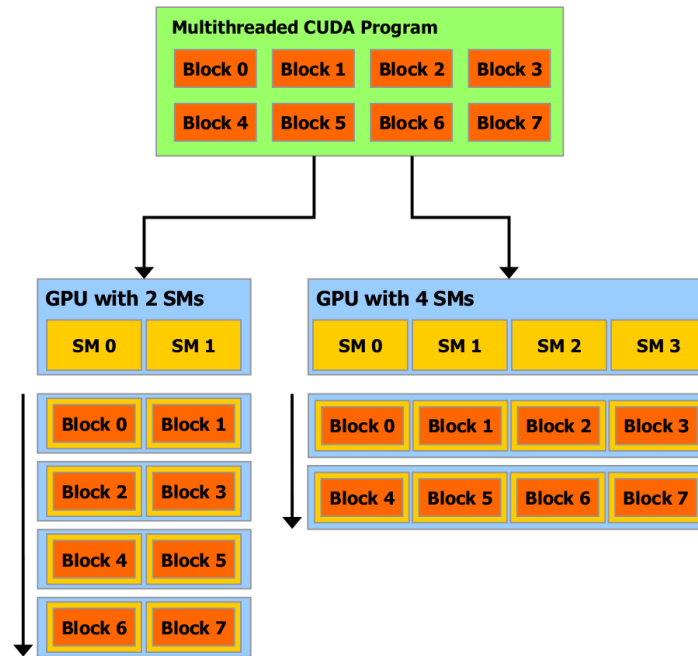 Multithreaded CUDA Program
Block 0 Block 1 Block 2 Block 3
Block 4 Block 5 Block 6 Block 7
GPU with 2 SMs
SM 0 SM 1
Block 0 Block 1
Block 2 Block 3
Block 4 Block 5
Block 6 Block 7
GPU with 4 SMs
SM 0 SM 1 SM 2 SM 3
Block 0 Block 1 Block 2 Block 3
Block 4 Block 5 Block 6 Block 7